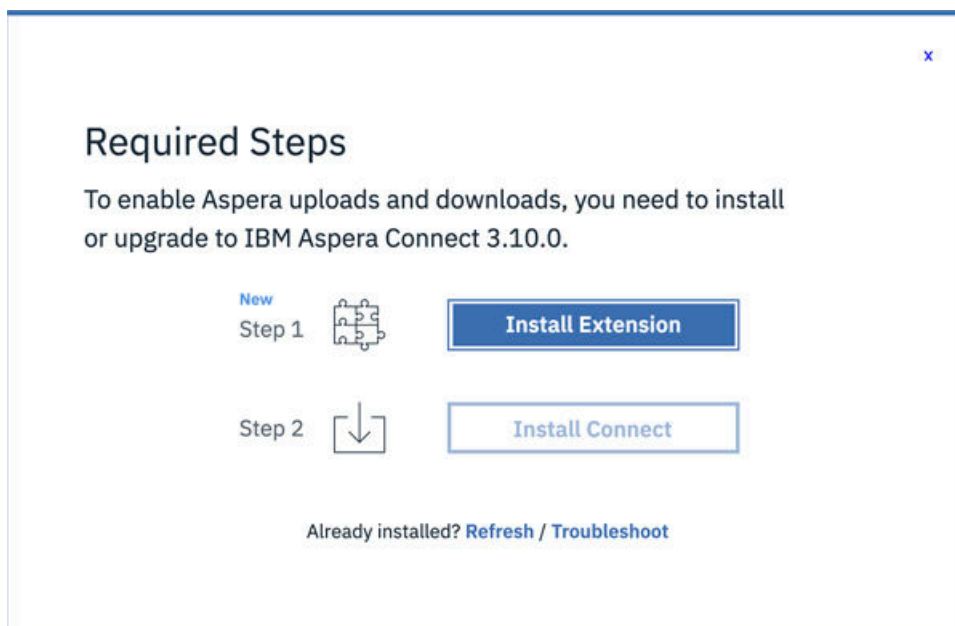 x
Required Steps
To enable Aspera uploads and downloads, you need to install
or upgrade to IBM Aspera Connect 3.10.0.
New
Step 1
Install Extension
Step 2
Install Connect
Already installed? Refresh / Troubleshoot